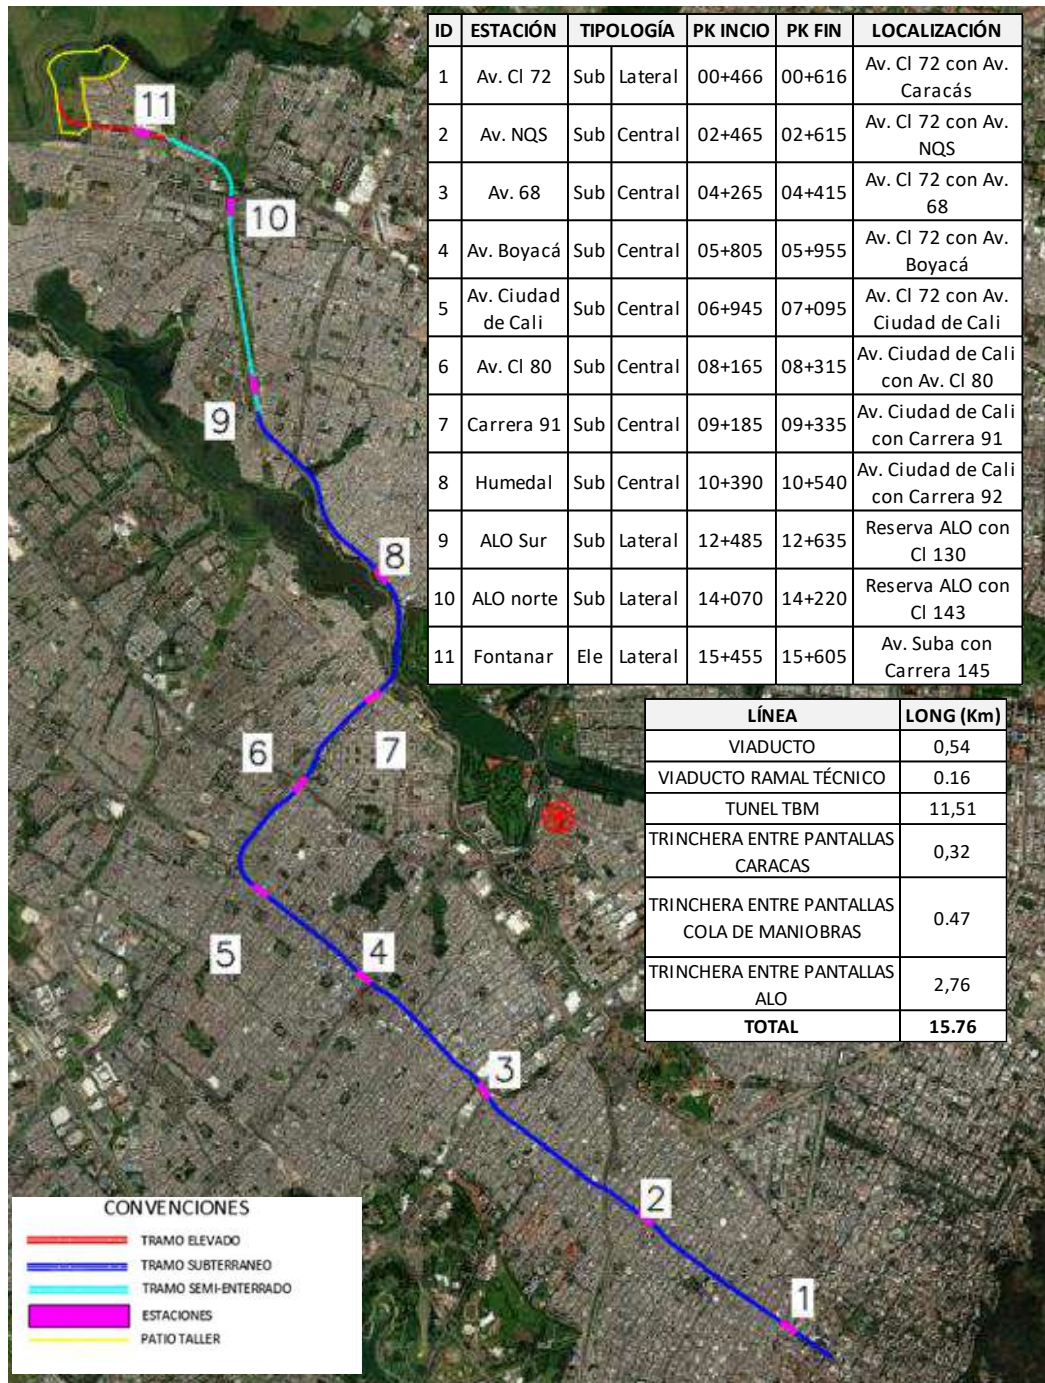 ID ESTACIÓN TIPOLOGÍA PK INCIO PK FIN LOCALIZACIÓN
1 Av. Cl 72 Sub Lateral 00+466 00+616 Av. Cl 72 con Av.
Caracás
2 Av. NQS Sub Central 02+465 02+615 Av. Cl 72 con Av.
NQS
3 Av. 68 Sub Central 04+265 04+415 Av. Cl 72 con Av.
68
4 Av. Boyacá Sub Central 05+805 05+955 Av. Cl 72 con Av.
Boyacá
5 Av. Ciudad
de Cali Sub Central 06+945 07+095 Av. Cl 72 con Av.
Ciudad de Cali
6 Av. Cl 80 Sub Central 08+165 08+315 Av. Ciudad de Cali
con Av. Cl 80
7 Carrera 91 Sub Central 09+185 09+335 Av. Ciudad de Cali
con Carrera 91
8 Humedal Sub Central 10+390 10+540 Av. Ciudad de Cali
con Carrera 92
9 ALO Sur Sub Lateral 12+485 12+635 Reserva ALO con
Cl 130
10 ALO norte Sub Lateral 14+070 14+220 Reserva ALO con
Cl 143
11 Fontanar Ele Lateral 15+455 15+605 Av. Suba con
Carrera 145
LÍNEA LONG (Km)
VIADUCTO 0,54
VIADUCTO RAMAL TÉCNICO 0.16
TUNEL TBM 11,51
TRINCHERA ENTRE PANTALLAS
CARACAS 0,32
TRINCHERA ENTRE PANTALLAS
COLA DE MANIOBRAS 0.47
TRINCHERA ENTRE PANTALLAS
ALO 2,76
TOTAL 15.76
11
10
9
8
7
6
5
4
3
2
1
CONVENCIONES
TRAMO ELEVADO
TRAMO SUBTERRANEO
TRAMO SEMI-ENTERRADO
ESTACIONES
PATIO TALLER